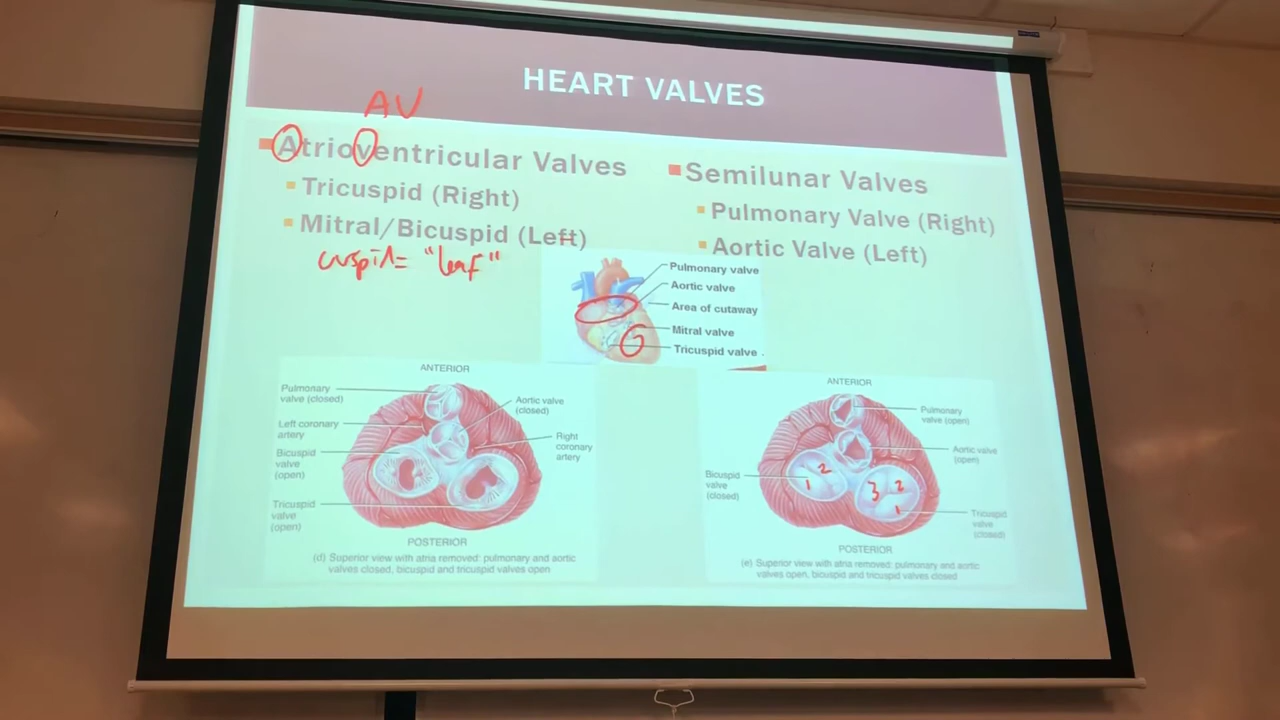 HEART VALVES
AV
Atrioventricular Valves
Tricuspid (Right)
Mitral/Bicuspid (Left)
cuspid= "leaf"
Semilunar Valves
Pulmonary Valve (Right)
Aortic Valve (Left)
Pulmonary valve
Aortic valve
Area of cutaway
Mitral valve
Tricuspid valve
ANTERIOR
Pulmonary
valve (closed)
Left coronary
artery
Bicuspid
valve
(open)
Tricuspid
valve
(open)
Aortic valve
(closed)
Right
coronary
artery
POSTERIOR
(d) Superior view with atria removed: pulmonary and aortic
valves closed, bicuspid and tricuspid valves open
ANTERIOR
Bicuspid
valve
(closed)
Pulmonary
valve (open)
Aortic valve
(open)
Tricuspid
valve
(closed)
1 2
3 2
1
POSTERIOR
(e) Superior view with atria removed: pulmonary and aortic
valves open, bicuspid and tricuspid valves closed